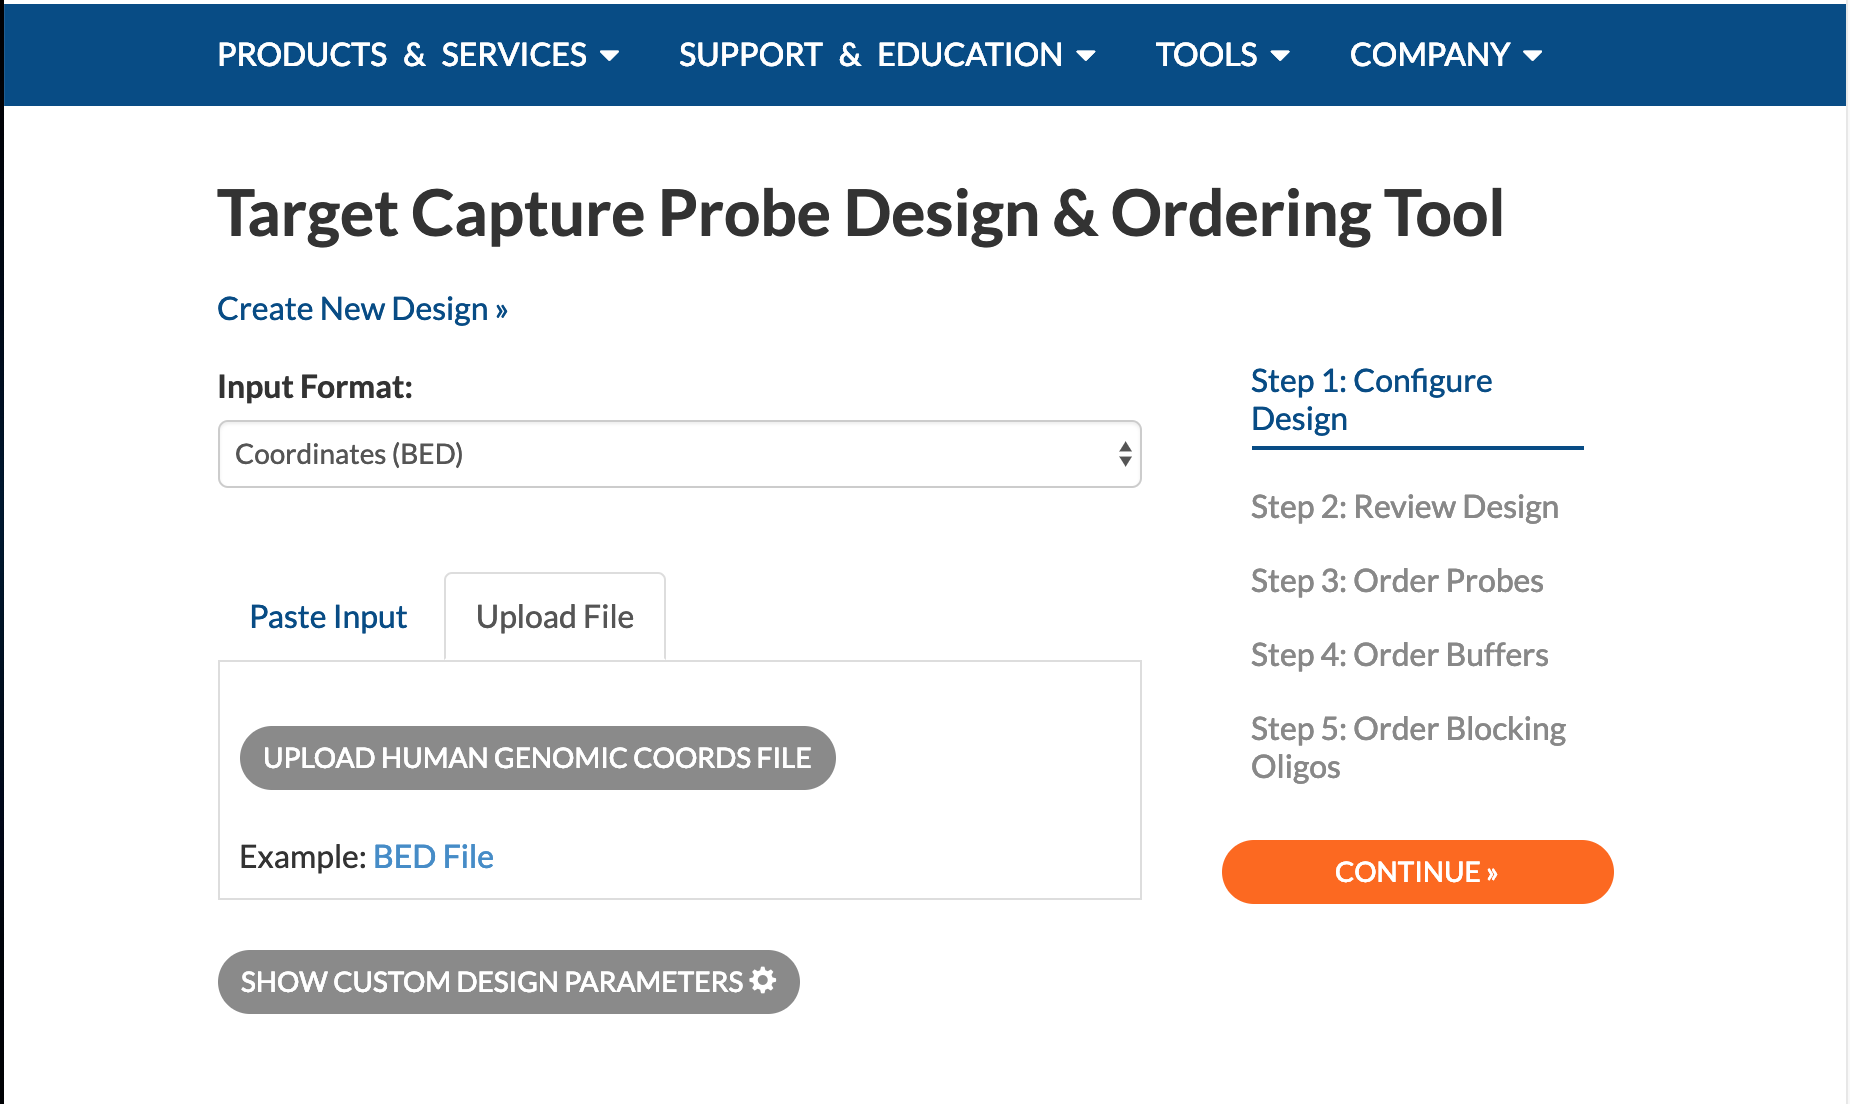 PRODUCTS & SERVICES SUPPORT & EDUCATION TOOLS COMPANY
Target Capture Probe Design & Ordering Tool
Create New Design »
Input Format:
Coordinates (BED)
Paste Input Upload File
UPLOAD HUMAN GENOMIC COORDS FILE
Example: BED File
SHOW CUSTOM DESIGN PARAMETERS
Step 1: Configure
Design
Step 2: Review Design
Step 3: Order Probes
Step 4: Order Buffers
Step 5: Order Blocking
Oligos
CONTINUE »